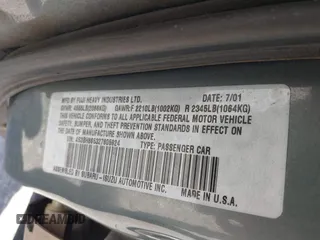 MFD BY FUJI HEAVY INDUSTRIES LTD. DATE 7/01
GAWR:F 2210LB(1002KG) R 2345LB(1064KG)
THIS VEHICLE CONFORMS TO ALL APPLICABLE
FEDERAL MOTOR VEHICLE
SAFETY, BUMPER, AND THEFT PREVENTION STANDARDS IN EFFECT
ON THE DATE OF MANUFACTURE SHOWN ABOVE.
TYPE: PASSENGER CAR
MFD BY SUBARU-ISUZU AUTOMOTIVE INC. MADE IN U.S.A.
DREAMBID